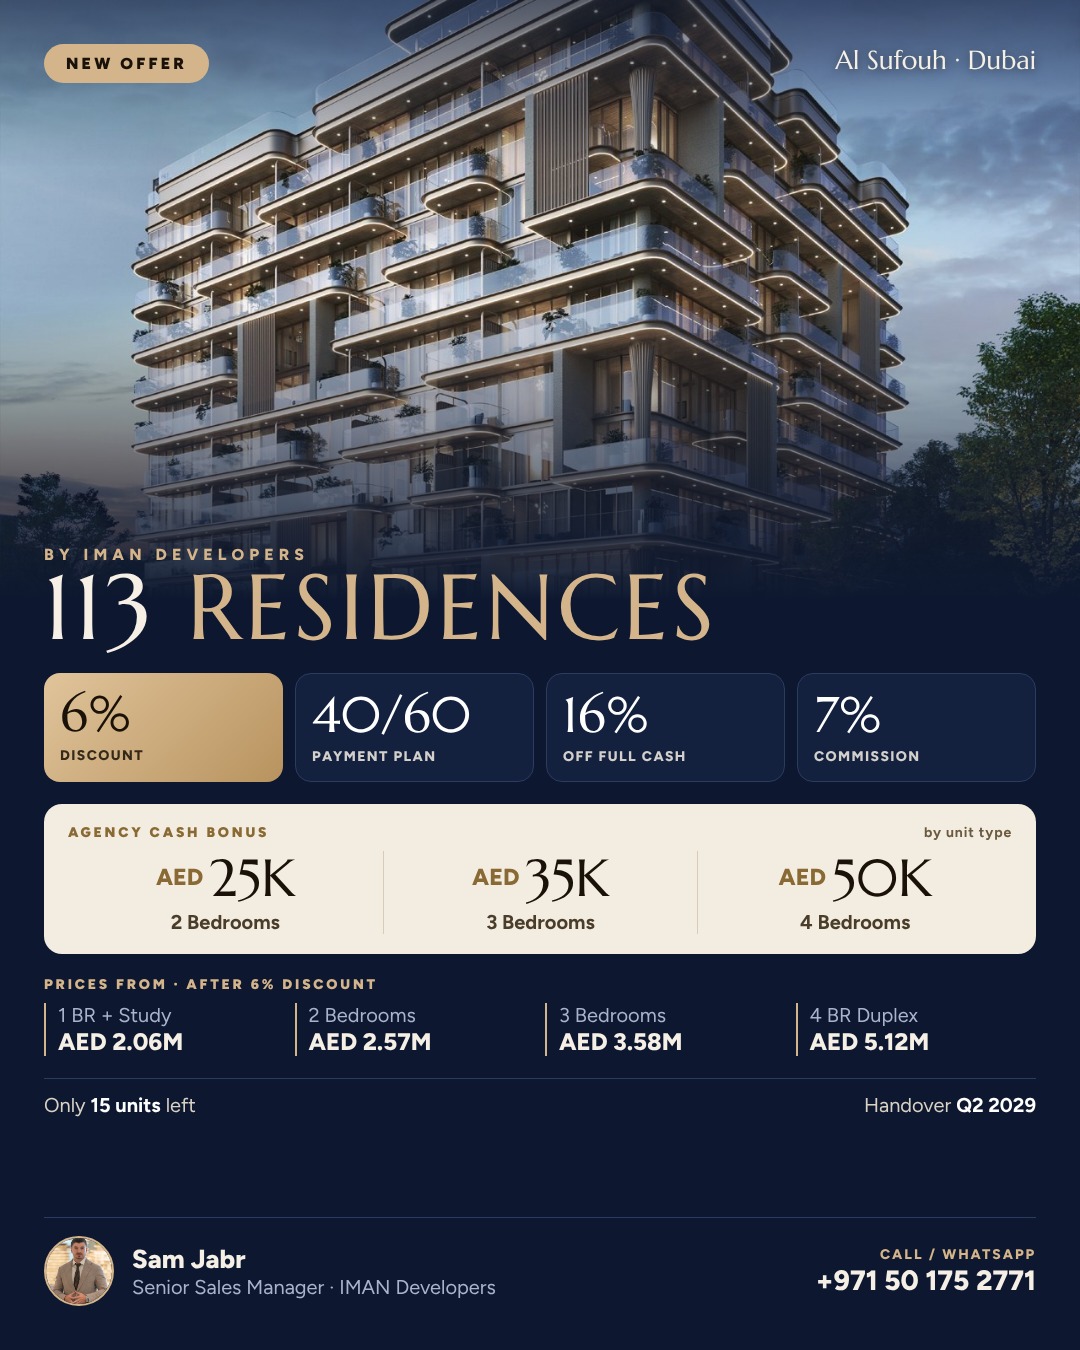 NEW OFFER
Al Sufouh · Dubai
BY IMAN DEVELOPERS
113 RESIDENCES
6%
DISCOUNT
40/60
PAYMENT PLAN
16%
OFF FULL CASH
7%
COMMISSION
AGENCY CASH BONUS
by unit type
AED 25K
2 Bedrooms
AED 35K
3 Bedrooms
AED 50K
4 Bedrooms
PRICES FROM · AFTER 6% DISCOUNT
1 BR + Study
AED 2.06M
2 Bedrooms
AED 2.57M
3 Bedrooms
AED 3.58M
4 BR Duplex
AED 5.12M
Only 15 units left
Handover Q2 2029
Sam Jabr
Senior Sales Manager · IMAN Developers
CALL / WHATSAPP
+971 50 175 2771